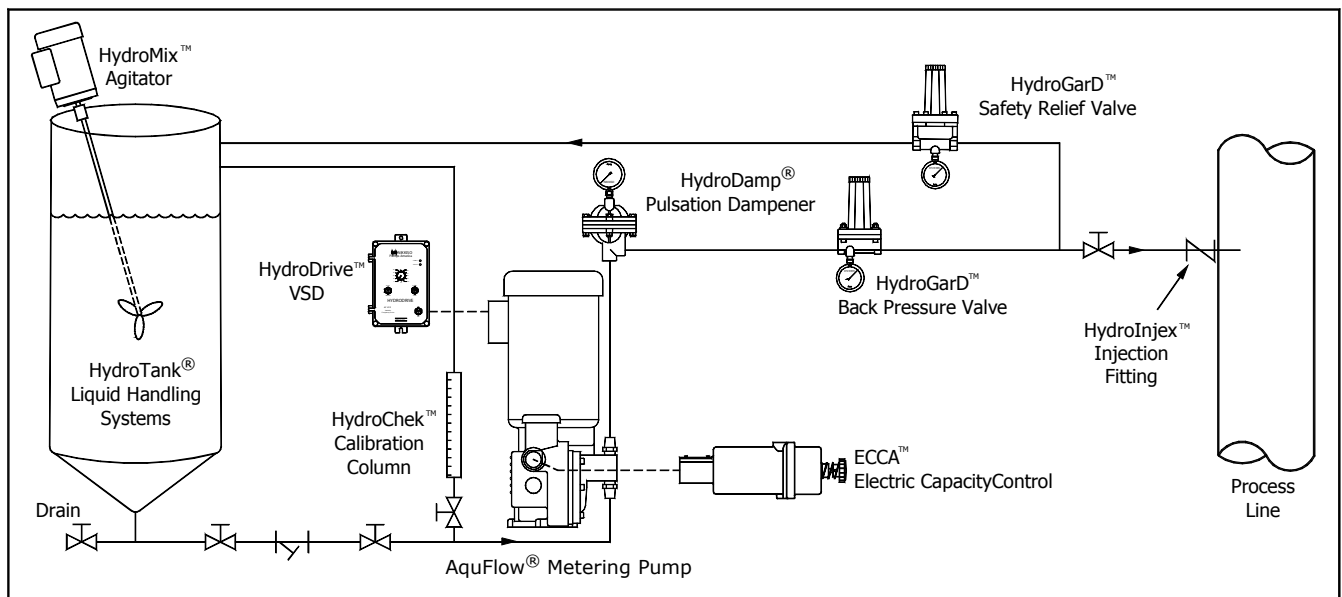 HydroMix™
Agitator
HydroGarD™
Safety Relief Valve
HydroDamp®
Pulsation Dampener
HydroDrive™
VSD
HYDRODRIVE
HydroGarD™
Back Pressure Valve
HydroInjex™
Injection
Fitting
HydroTank®
Liquid Handling
Systems
HydroChek™
Calibration
Column
ECCA™
Electric CapacityControl
Process
Line
Drain
AquFlow® Metering Pump